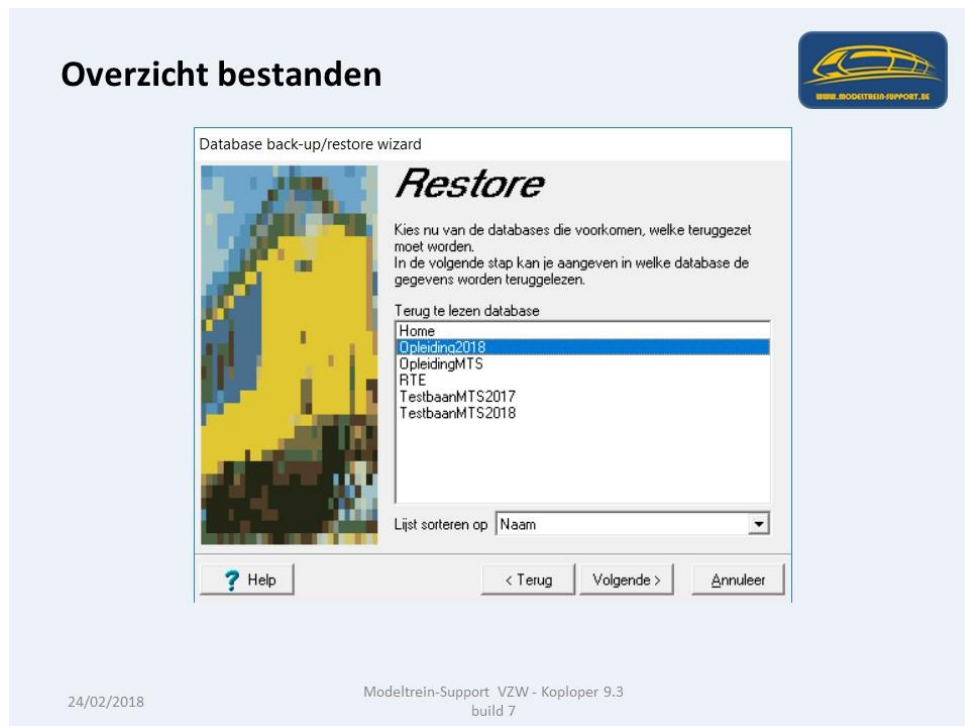 Overzicht bestanden
WWW.MODELTREIN-SUPPORT.BE
Database back-up/restore wizard
Restore
Kies nu van de databases die voorkomen, welke teruggezet
moet worden.
In de volgende stap kan je aangeven in welke database de
gegevens worden teruggelezen.
Terug te lezen database
Home
Opleiding2018
OpleidingMTS
RTE
TestbaanMTS2017
TestbaanMTS2018
Lijst sorteren op Naam
? Help < Terug Volgende > Annuleer
24/02/2018
Modeltrein-Support VZW - Koploper 9.3
build 7